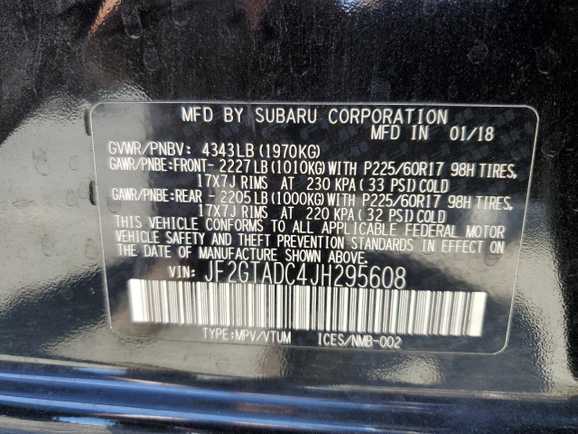 MFD BY SUBARU CORPORATION
MFD IN 01/18
GVWR/PNBV: 4343LB (1970KG)
GAWR/PNBE:FRONT- 2227LB (1010KG) WITH P225/60R17 98H TIRES,
17X7J RIMS AT 230 KPA (33 PSI) COLD
GAWR/PNBE:REAR - 2205LB (1000KG) WITH P225/60R17 98H TIRES,
17X7J RIMS AT 220 KPA (32 PSI) COLD
THIS VEHICLE CONFORMS TO ALL APPLICABLE FEDERAL MOTOR
VEHICLE SAFETY AND THEFT PREVENTION STANDARDS IN EFFECT ON
THE DATE OF MANUFACTURE SHOWN ABOVE.
VIN: JF2GTADC4JH295608
TYPE:MPV/VTUM ICES/NMB-002